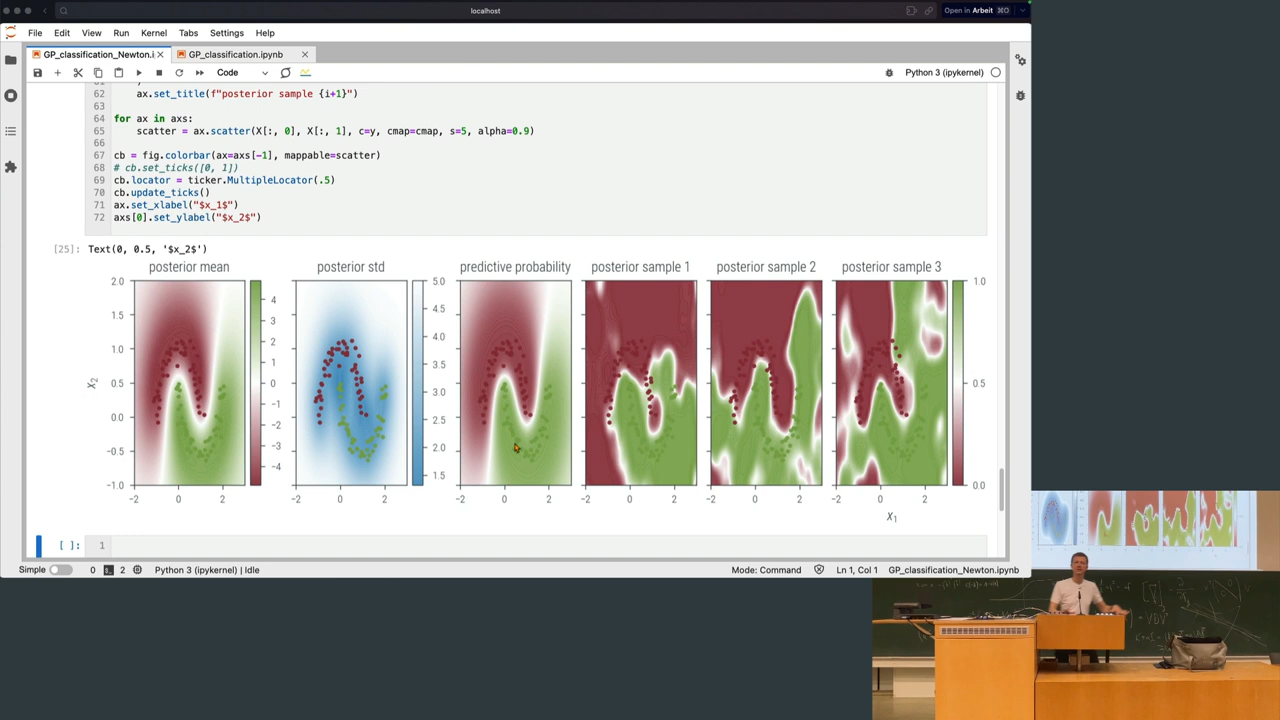 localhost
Open in Arbeit ⌘O
File Edit View Run Kernel Tabs Settings Help
GP_classification_Newton.i
GP_classification.ipynb
Code
Python 3 (ipykernel)
62 ax.set_title(f"posterior sample {i+1}")
63
64 for ax in axs:
65 scatter = ax.scatter(X[:, 0], X[:, 1], c=y, cmap=cmap, s=5, alpha=0.9)
66
67 cb = fig.colorbar(ax=axs[-1], mappable=scatter)
68 # cb.set_ticks([0, 1])
69 cb.locator = ticker.MultipleLocator(.5)
70 cb.update_ticks()
71 ax.set_xlabel("$x_1$")
72 axs[0].set_ylabel("$x_2$")
[25]: Text(0, 0.5, '$x_2$')
posterior mean posterior std predictive probability posterior sample 1 posterior sample 2 posterior sample 3
2.0 1.5 1.0 0.5 0.0 −0.5 −1.0
x2
4 3 2 1 0 −1 −2 −3 −4
5.0 4.5 4.0 3.5 3.0 2.5 2.0 1.5
1.0 0.5 0.0
−2 0 2 −2 0 2 −2 0 2 −2 0 2 −2 0 2 −2 0 2
x1
[ ]: 1
Simple 0 2 Python 3 (ipykernel) | Idle Mode: Command Ln 1, Col 1 GP_classification_Newton.ipynb